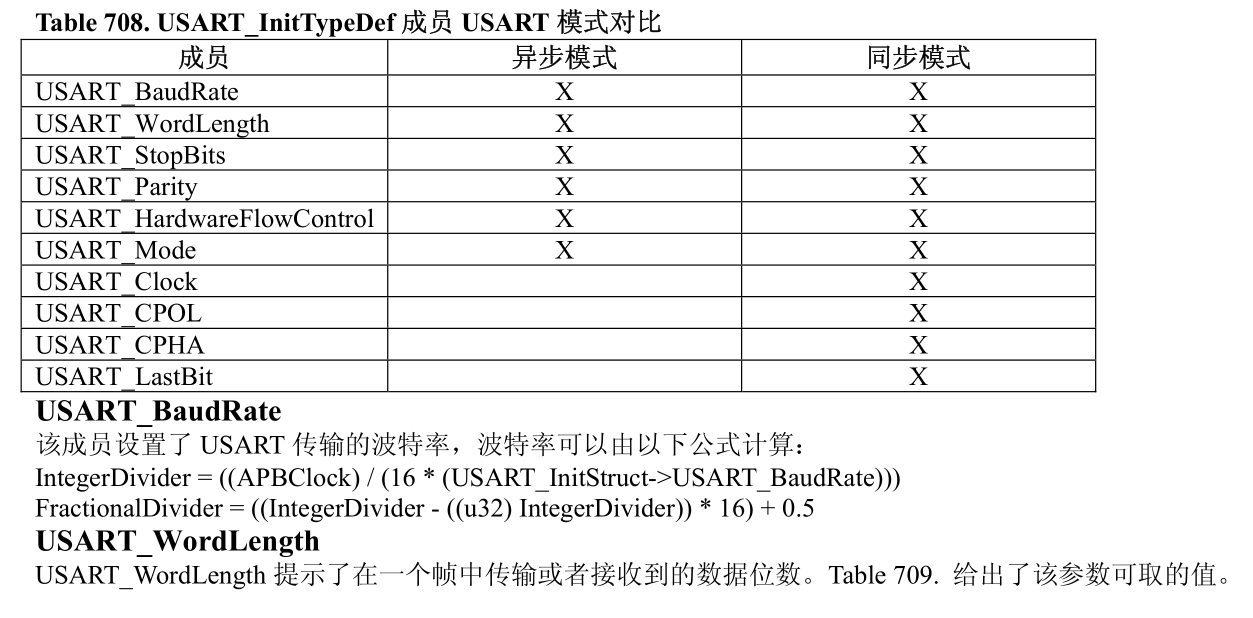 Table 708. USART_InitTypeDef 成员 USART 模式对比
成员 异步模式 同步模式
USART_BaudRate X X
USART_WordLength X X
USART_StopBits X X
USART_Parity X X
USART_HardwareFlowControl X X
USART_Mode X X
USART_Clock X
USART_CPOL X
USART_CPHA X
USART_LastBit X
USART_BaudRate
该成员设置了 USART 传输的波特率，波特率可以由以下公式计算：
IntegerDivider = ((APBClock) / (16 * (USART_InitStruct->USART_BaudRate)))
FractionalDivider = ((IntegerDivider - ((u32) IntegerDivider)) * 16) + 0.5
USART_WordLength
USART_WordLength 提示了在一个帧中传输或者接收到的数据位数。Table 709. 给出了该参数可取的值。